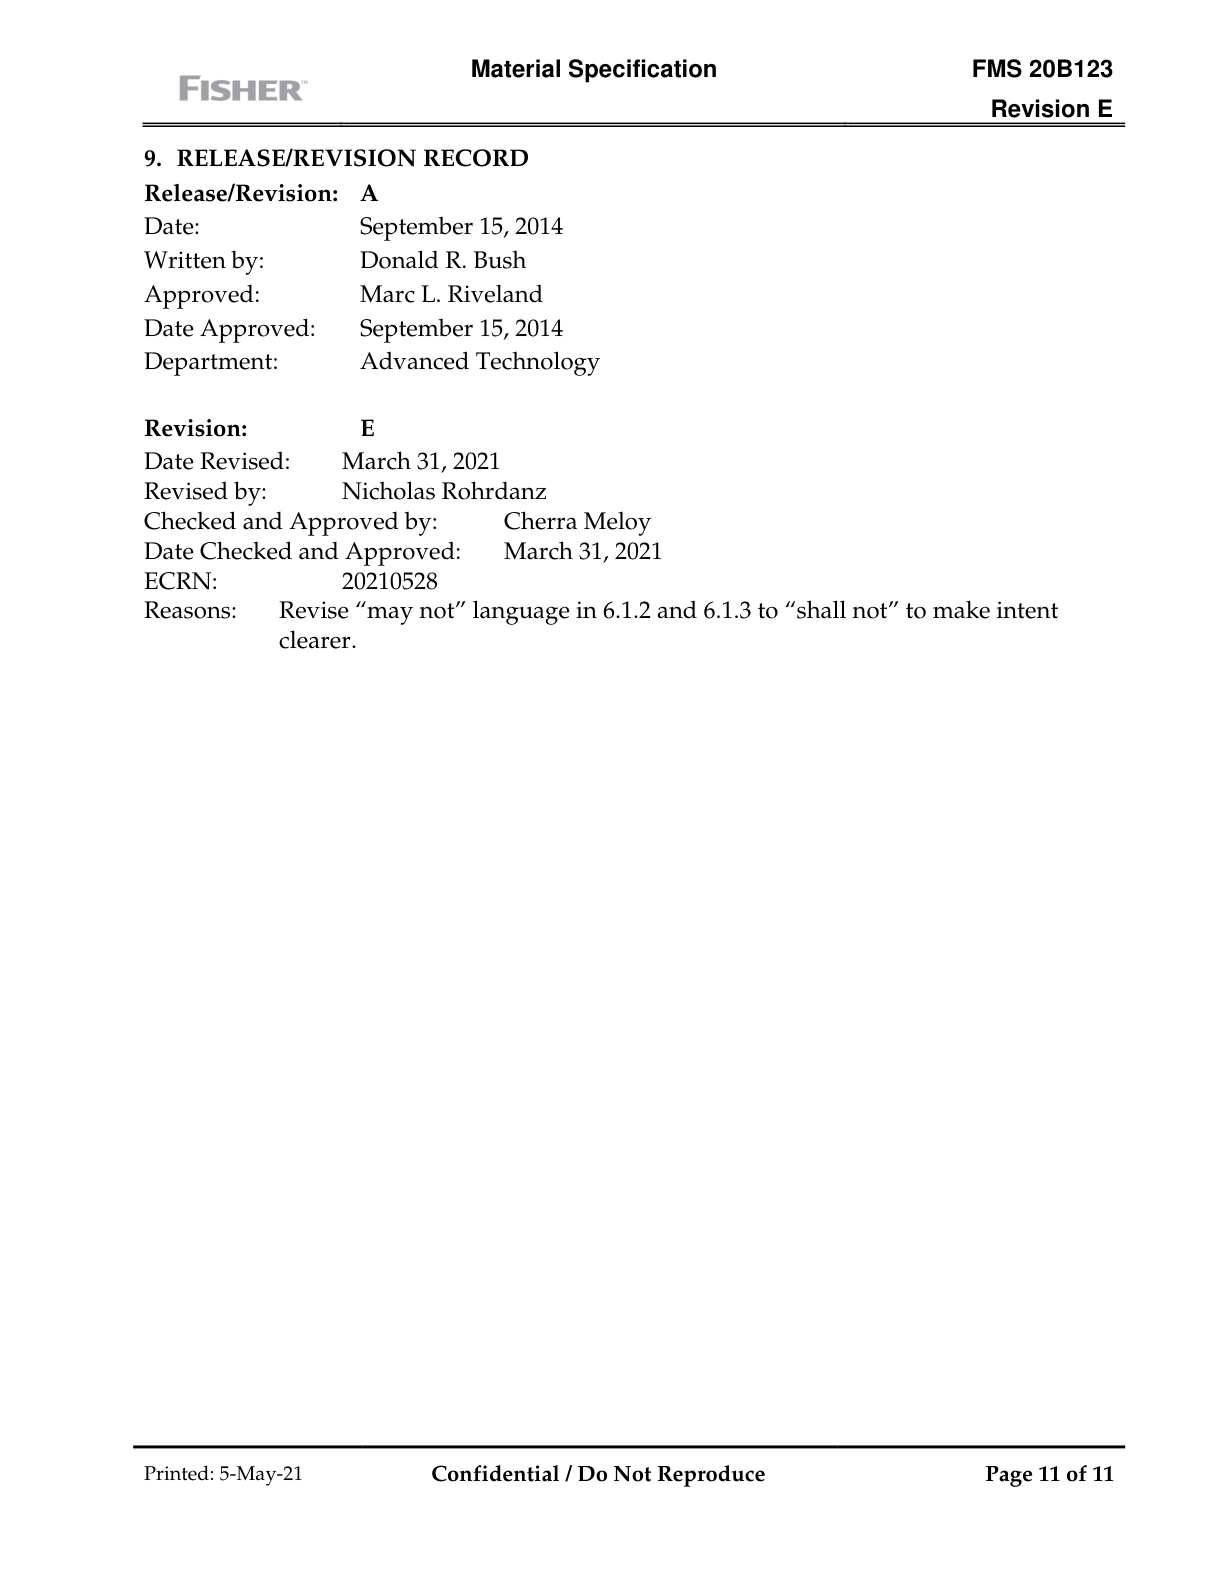 Material Specification
FMS 20B123
FISHER™
Revision E
9. RELEASE/REVISION RECORD
Release/Revision: A
Date: September 15, 2014
Written by: Donald R. Bush
Approved: Marc L. Riveland
Date Approved: September 15, 2014
Department: Advanced Technology
Revision: E
Date Revised: March 31, 2021
Revised by: Nicholas Rohrdanz
Checked and Approved by: Cherra Meloy
Date Checked and Approved: March 31, 2021
ECRN: 20210528
Reasons: Revise “may not” language in 6.1.2 and 6.1.3 to “shall not” to make intent
clearer.
Printed: 5-May-21 Confidential / Do Not Reproduce Page 11 of 11